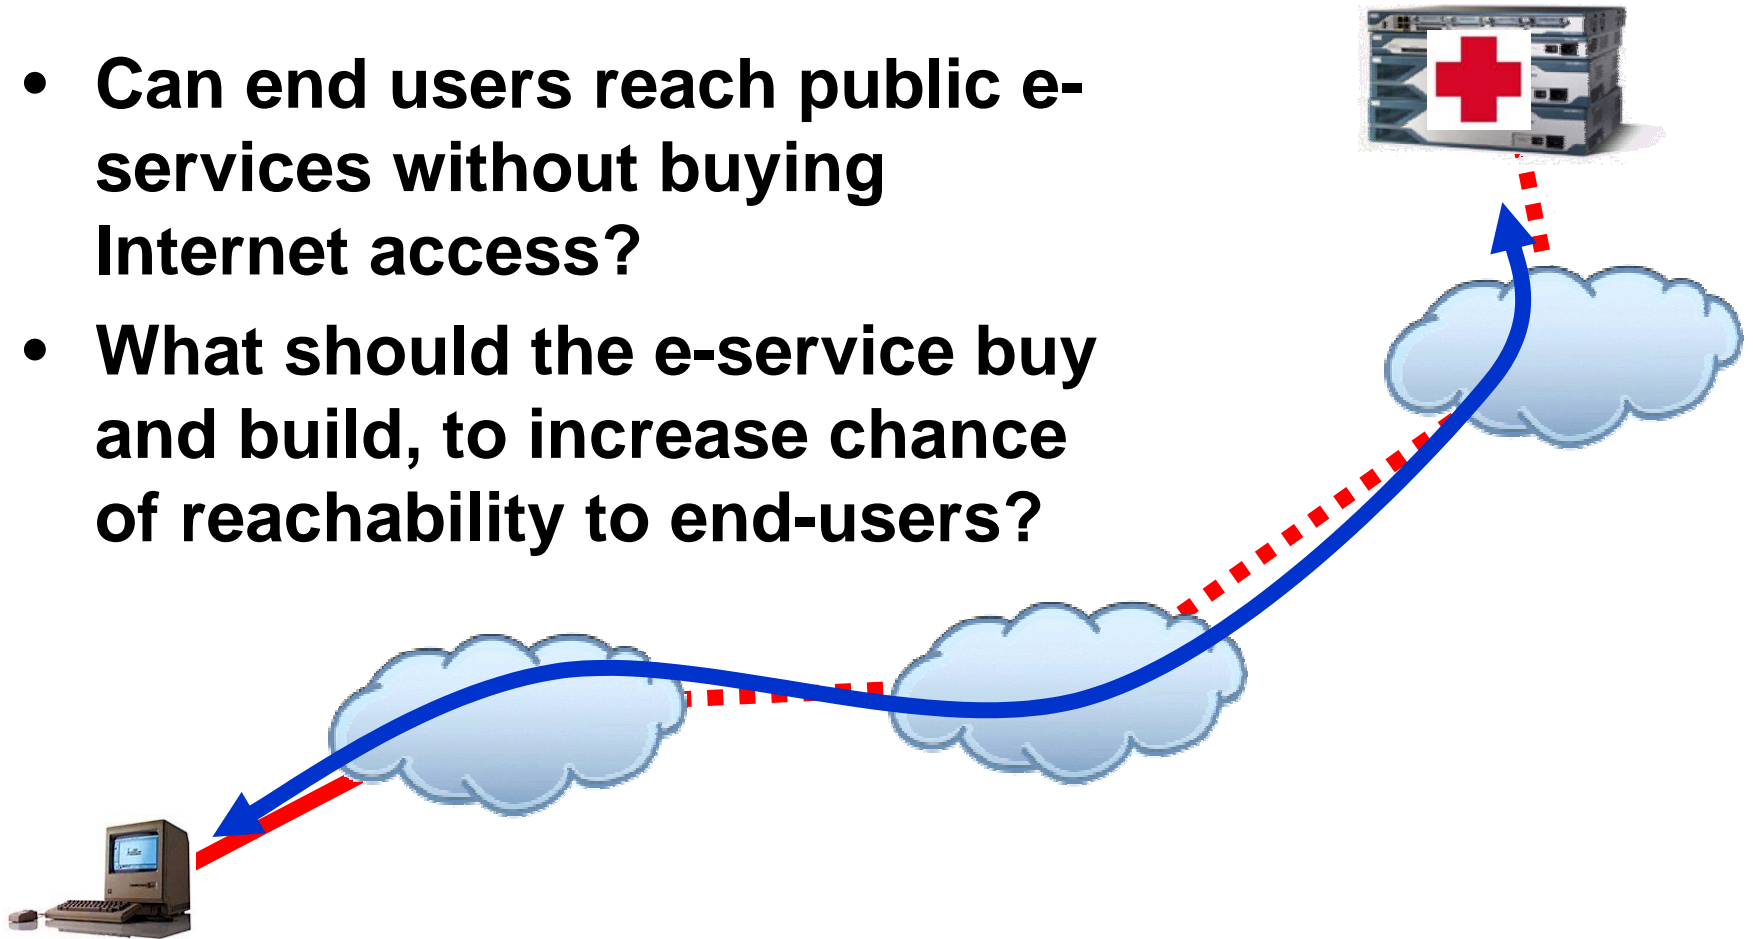 • Can end users reach public e-
services without buying
Internet access?
• What should the e-service buy
and build, to increase chance
of reachability to end-users?